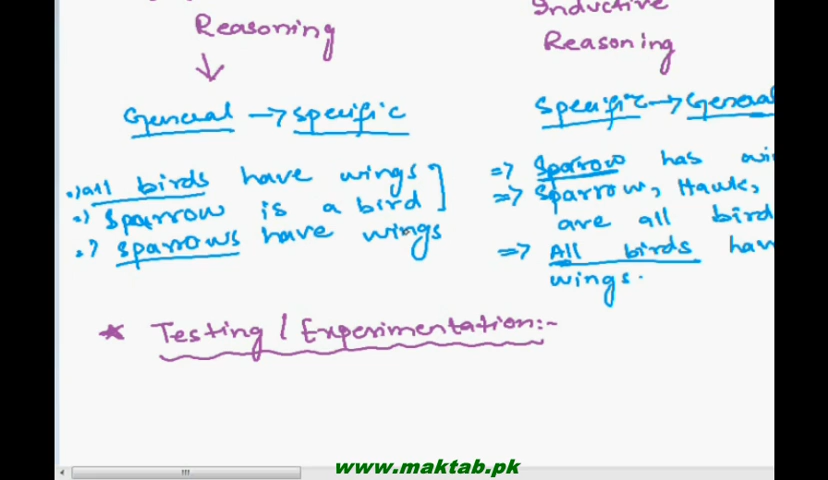 Reasoning
General → specific
all birds have wings
Sparrow is a bird
sparrows have wings
Inductive
Reasoning
Specific → General
⇒ Sparrow has
⇒ Sparrow, Hawk,
are all
⇒ All birds
wings.
* Testing / Experimentation:-
www.maktab.pk